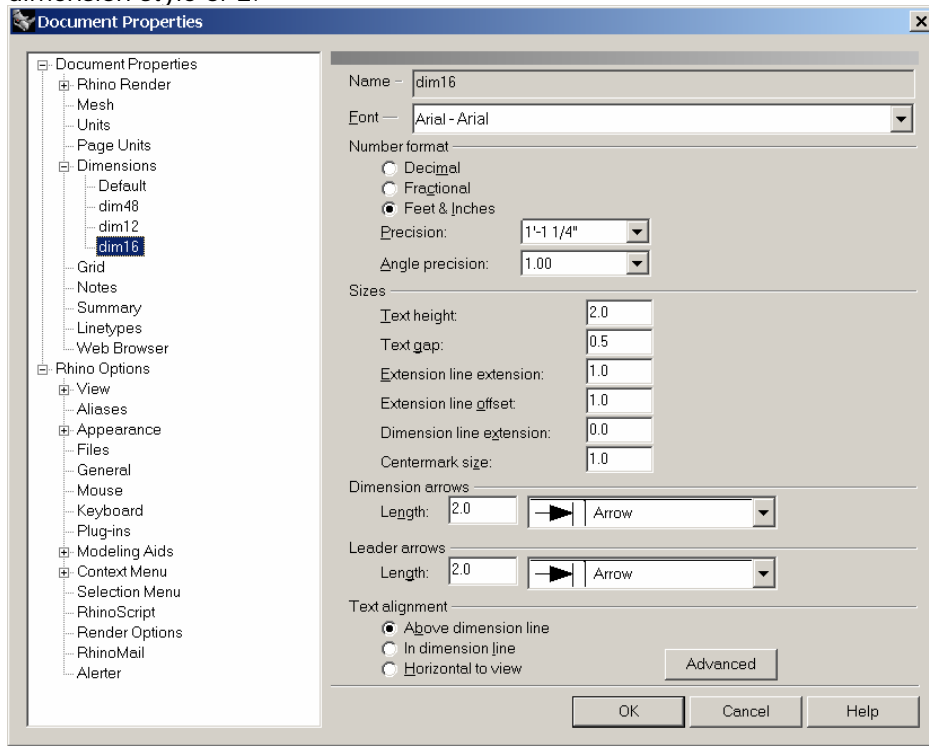 dimension style of 2.
Document Properties
Document Properties
Rhino Render
Mesh
Units
Page Units
Dimensions
Default
dim48
dim12
dim16
Grid
Notes
Summary
Linetypes
Web Browser
Rhino Options
View
Aliases
Appearance
Files
General
Mouse
Keyboard
Plug-ins
Modeling Aids
Context Menu
Selection Menu
RhinoScript
Render Options
RhinoMail
Alerter
Name dim16
Font Arial - Arial
Number format
Decimal
Fractional
Feet & Inches
Precision: 1'-1 1/4"
Angle precision: 1.00
Sizes
Text height: 2.0
Text gap: 0.5
Extension line extension: 1.0
Extension line offset: 1.0
Dimension line extension: 0.0
Centermark size: 1.0
Dimension arrows
Length: 2.0 Arrow
Leader arrows
Length: 2.0 Arrow
Text alignment
Above dimension line
In dimension line
Horizontal to view
Advanced
OK Cancel Help